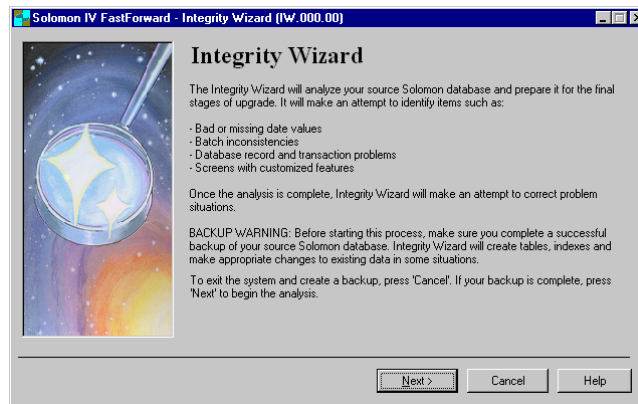 Solomon IV FastForward - Integrity Wizard (IW.000.00)
Integrity Wizard
The Integrity Wizard will analyze your source Solomon database and prepare it for the final
stages of upgrade. It will make an attempt to identify items such as:
- Bad or missing date values
- Batch inconsistencies
- Database record and transaction problems
- Screens with customized features
Once the analysis is complete, Integrity Wizard will make an attempt to correct problem
situations.
BACKUP WARNING: Before starting this process, make sure you complete a successful
backup of your source Solomon database. Integrity Wizard will create tables, indexes and
make appropriate changes to existing data in some situations.
To exit the system and create a backup, press 'Cancel'. If your backup is complete, press
'Next' to begin the analysis.
Next > Cancel Help